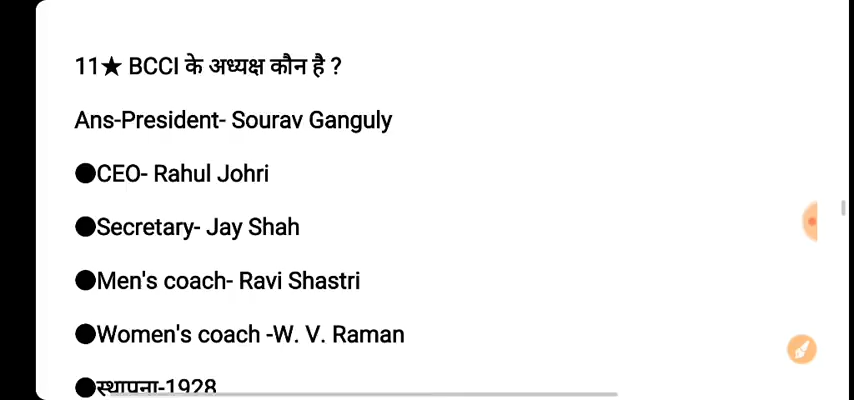 11★ BCCI के अध्यक्ष कौन है ?
Ans-President- Sourav Ganguly
●CEO- Rahul Johri
●Secretary- Jay Shah
●Men's coach- Ravi Shastri
●Women's coach -W. V. Raman
●स्थापना-1928